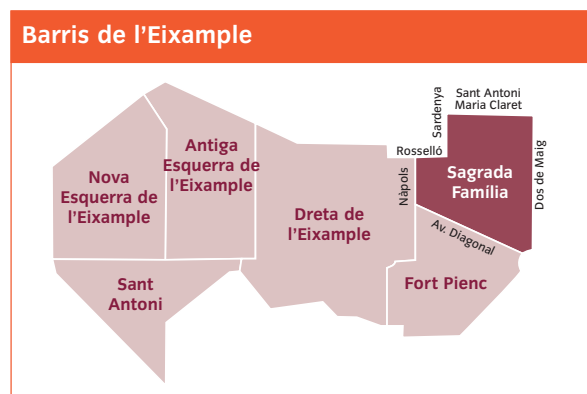 Barris de l'Eixample
Sant Antoni
Maria Claret
Sardenya
Rosselló
Dos de Maig
Nàpols
Av. Diagonal
Sagrada
Família
Antiga
Esquerra de
l'Eixample
Nova
Esquerra de
l'Eixample
Dreta de
l'Eixample
Sant
Antoni
Fort Pienc